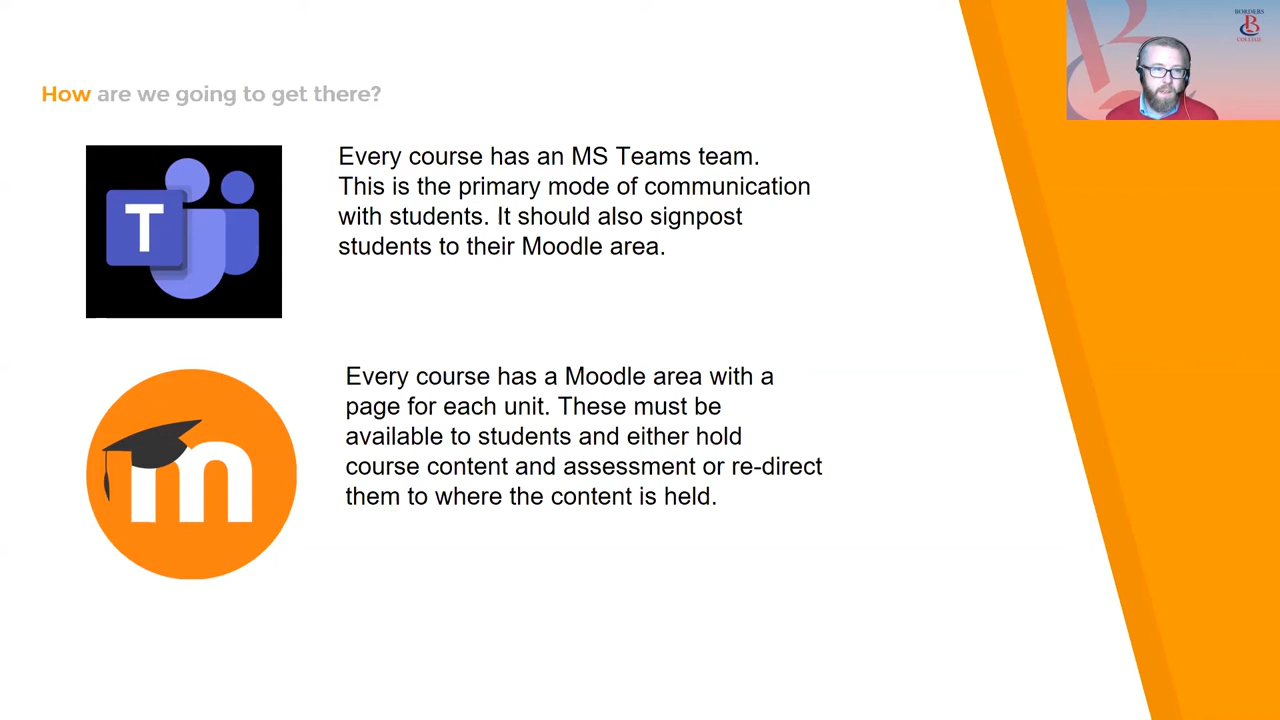 BORDERS
COLLEGE
How are we going to get there?
T
Every course has an MS Teams team.
This is the primary mode of communication
with students. It should also signpost
students to their Moodle area.
m
Every course has a Moodle area with a
page for each unit. These must be
available to students and either hold
course content and assessment or re-direct
them to where the content is held.